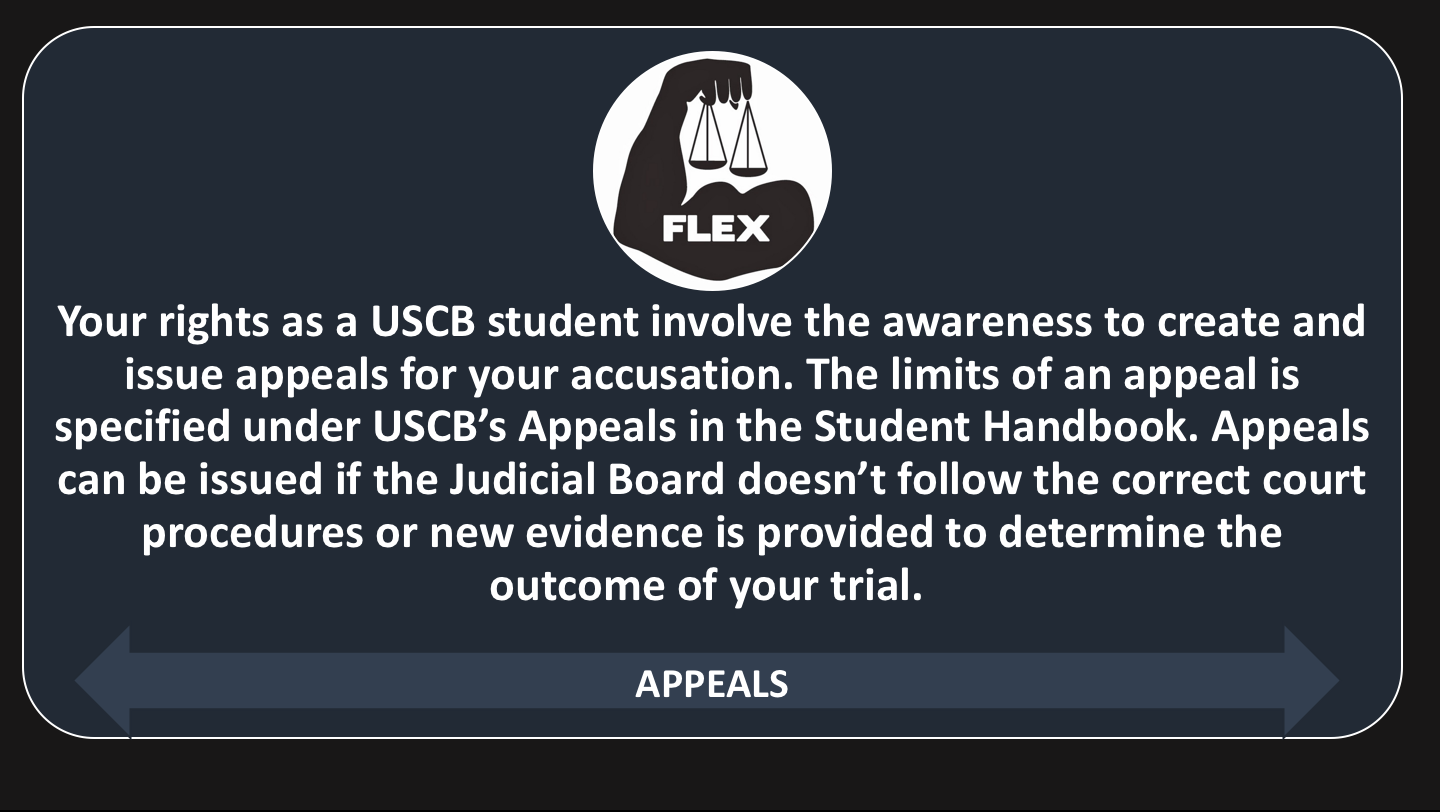 FLEX
Your rights as a USCB student involve the awareness to create and
issue appeals for your accusation. The limits of an appeal is
specified under USCB’s Appeals in the Student Handbook. Appeals
can be issued if the Judicial Board doesn’t follow the correct court
procedures or new evidence is provided to determine the
outcome of your trial.
APPEALS